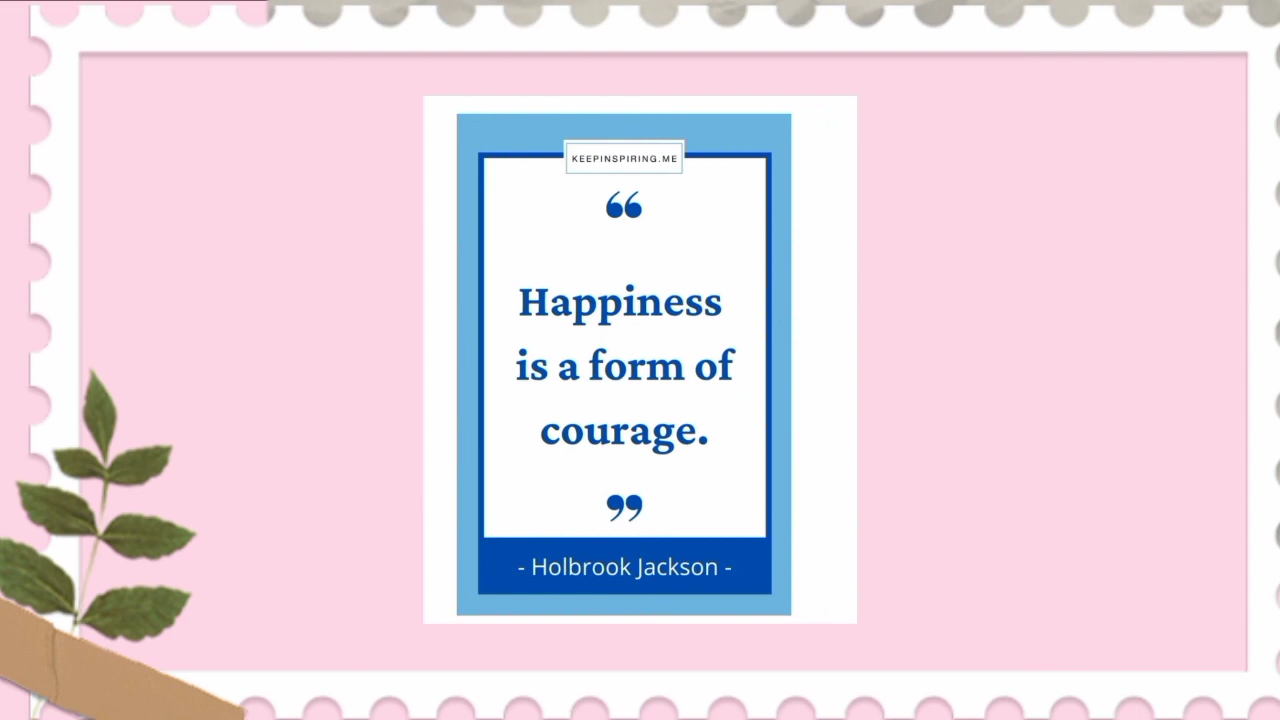 KEEPINSPIRING.ME
“
Happiness
is a form of
courage.
”
- Holbrook Jackson -